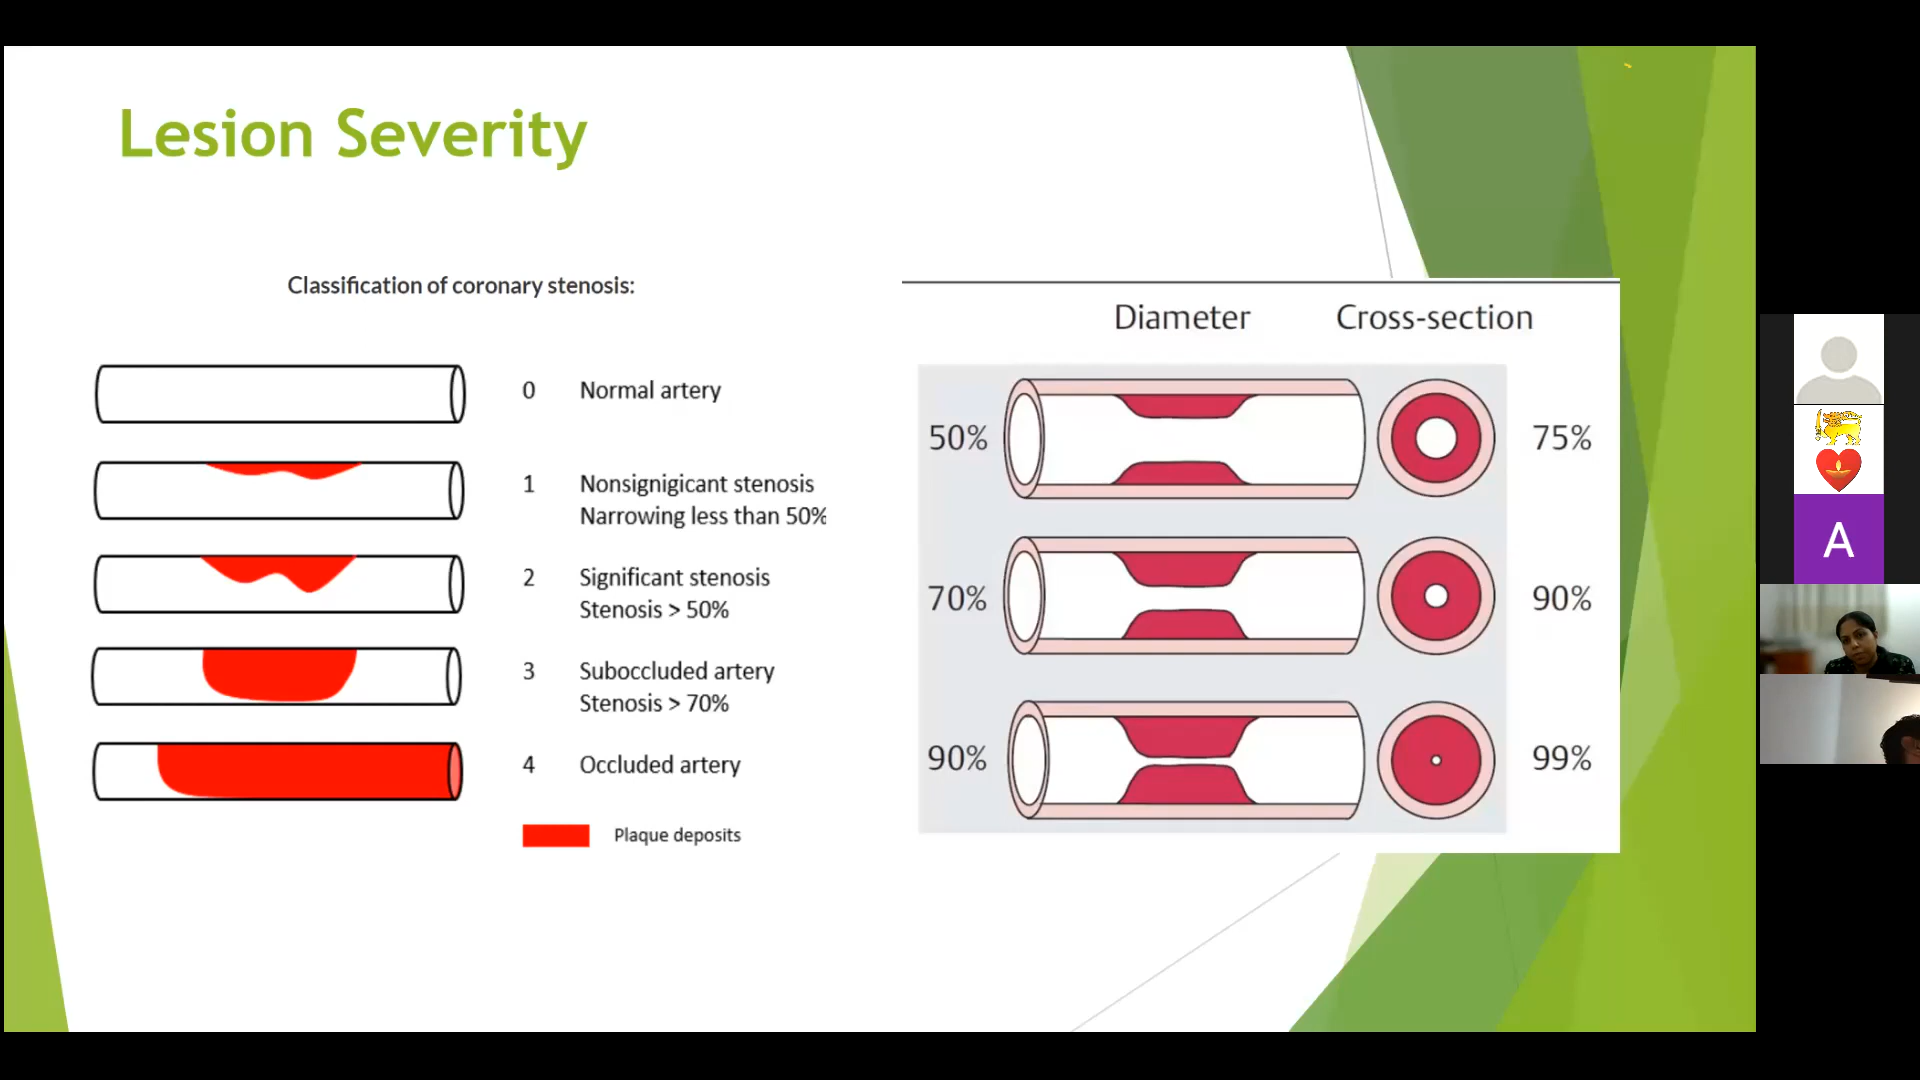 Lesion Severity
Classification of coronary stenosis:
0 Normal artery
1 Nonsignigicant stenosis
Narrowing less than 50%
2 Significant stenosis
Stenosis > 50%
3 Suboccluded artery
Stenosis > 70%
4 Occluded artery
Plaque deposits
Diameter Cross-section
50% 75%
70% 90%
90% 99%
A